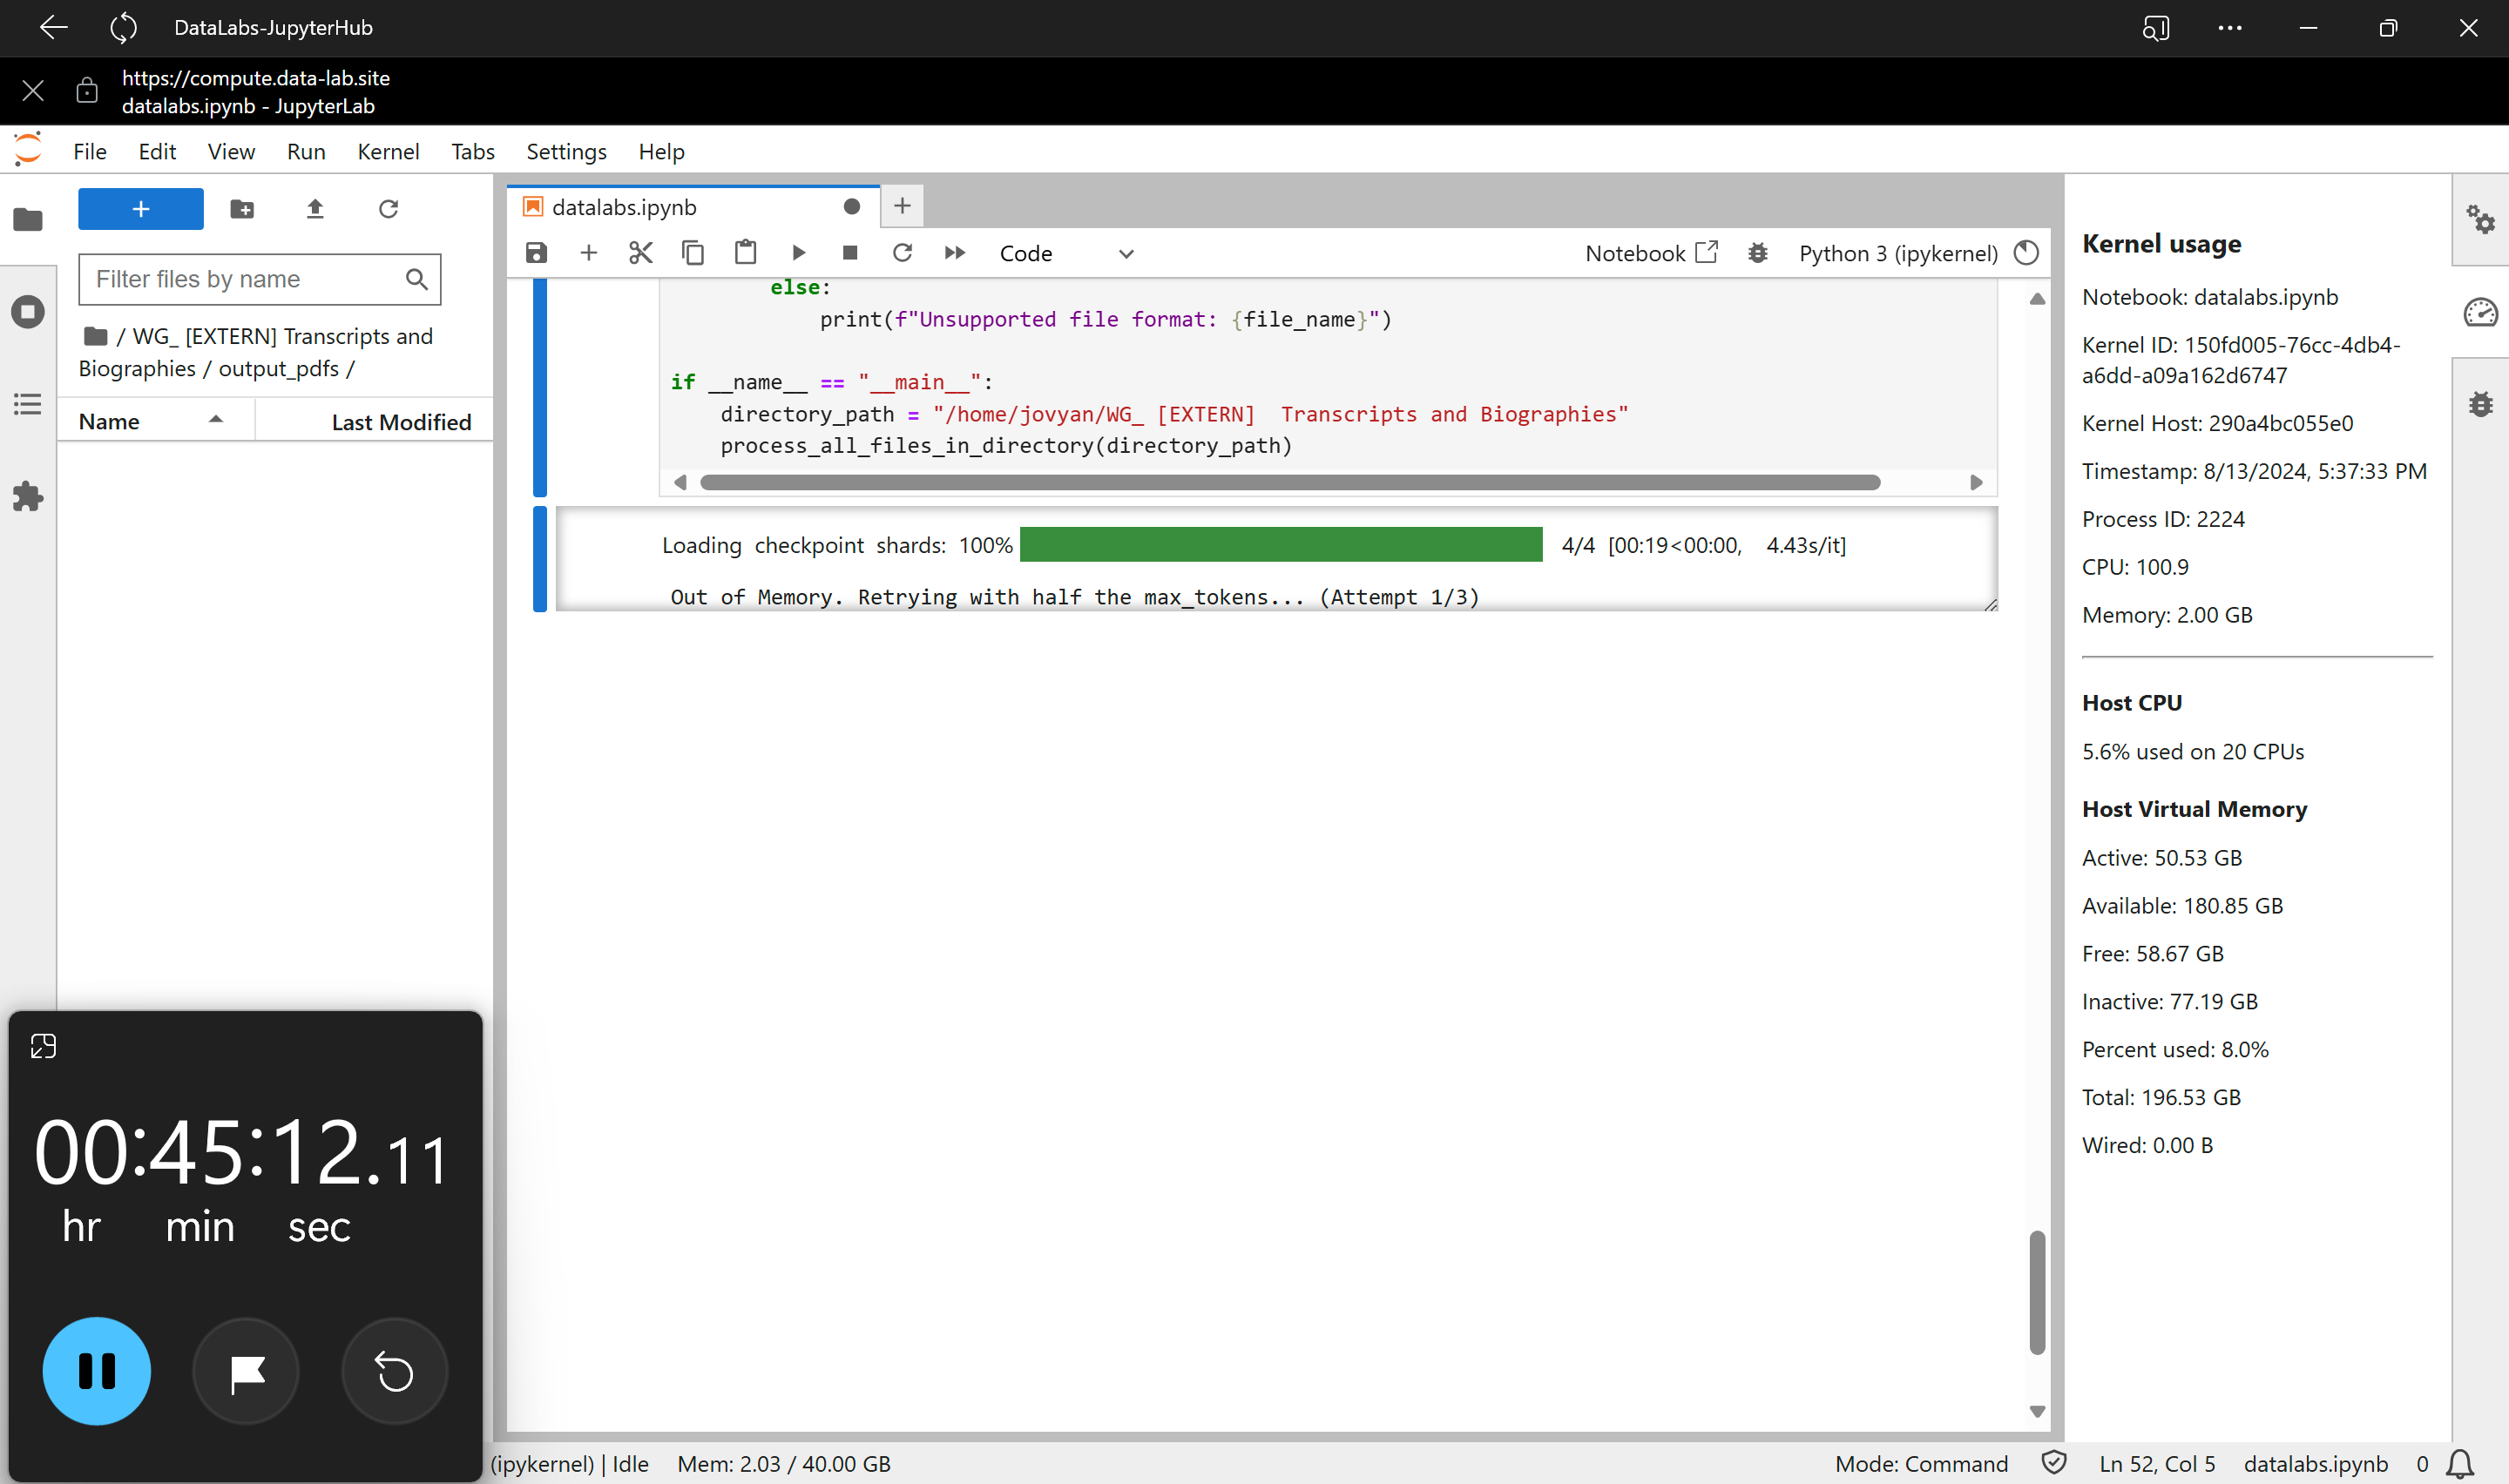 DataLabs-JupyterHub
https://compute.data-lab.site
datalabs.ipynb - JupyterLab
File Edit View Run Kernel Tabs Settings Help
+
Filter files by name
/ WG_ [EXTERN] Transcripts and
Biographies / output_pdfs /
Name Last Modified
datalabs.ipynb
Code Notebook Python 3 (ipykernel)
else:
print(f"Unsupported file format: {file_name}")
if __name__ == "__main__":
directory_path = "/home/jovyan/WG_ [EXTERN]  Transcripts and Biographies"
process_all_files_in_directory(directory_path)
Loading checkpoint shards: 100% 4/4 [00:19<00:00, 4.43s/it]
Out of Memory. Retrying with half the max_tokens... (Attempt 1/3)
Kernel usage
Notebook: datalabs.ipynb
Kernel ID: 150fd005-76cc-4db4-
a6dd-a09a162d6747
Kernel Host: 290a4bc055e0
Timestamp: 8/13/2024, 5:37:33 PM
Process ID: 2224
CPU: 100.9
Memory: 2.00 GB
Host CPU
5.6% used on 20 CPUs
Host Virtual Memory
Active: 50.53 GB
Available: 180.85 GB
Free: 58.67 GB
Inactive: 77.19 GB
Percent used: 8.0%
Total: 196.53 GB
Wired: 0.00 B
00:45:12.11
hr min sec
(ipykernel) | Idle Mem: 2.03 / 40.00 GB Mode: Command Ln 52, Col 5 datalabs.ipynb 0